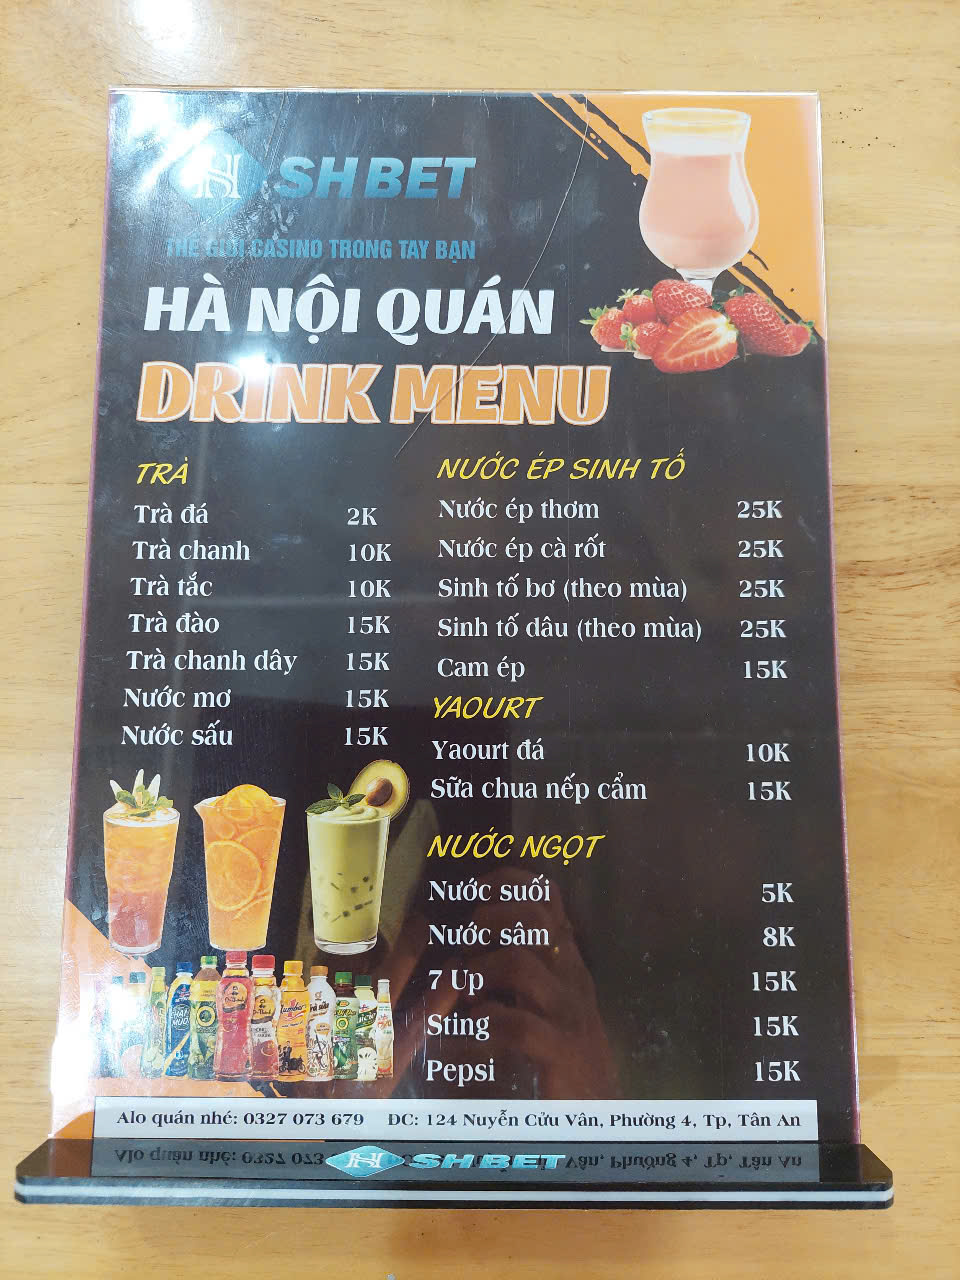 SHBET
THẾ GIỚI CASINO TRONG TAY BẠN
HÀ NỘI QUÁN
DRINK MENU
TRÀ
Trà đá 2K
Trà chanh 10K
Trà tắc 10K
Trà đào 15K
Trà chanh dây 15K
Nước mơ 15K
Nước sấu 15K
NƯỚC ÉP SINH TỐ
Nước ép thơm 25K
Nước ép cà rốt 25K
Sinh tố bơ (theo mùa) 25K
Sinh tố dâu (theo mùa) 25K
Cam ép 15K
YAOURT
Yaourt đá 10K
Sữa chua nếp cẩm 15K
NƯỚC NGỌT
Nước suối 5K
Nước sâm 8K
7 Up 15K
Sting 15K
Pepsi 15K
Alo quán nhé: 0327 073 679 ĐC: 124 Nuyễn Cửu Vân, Phường 4, Tp, Tân An
SHBET